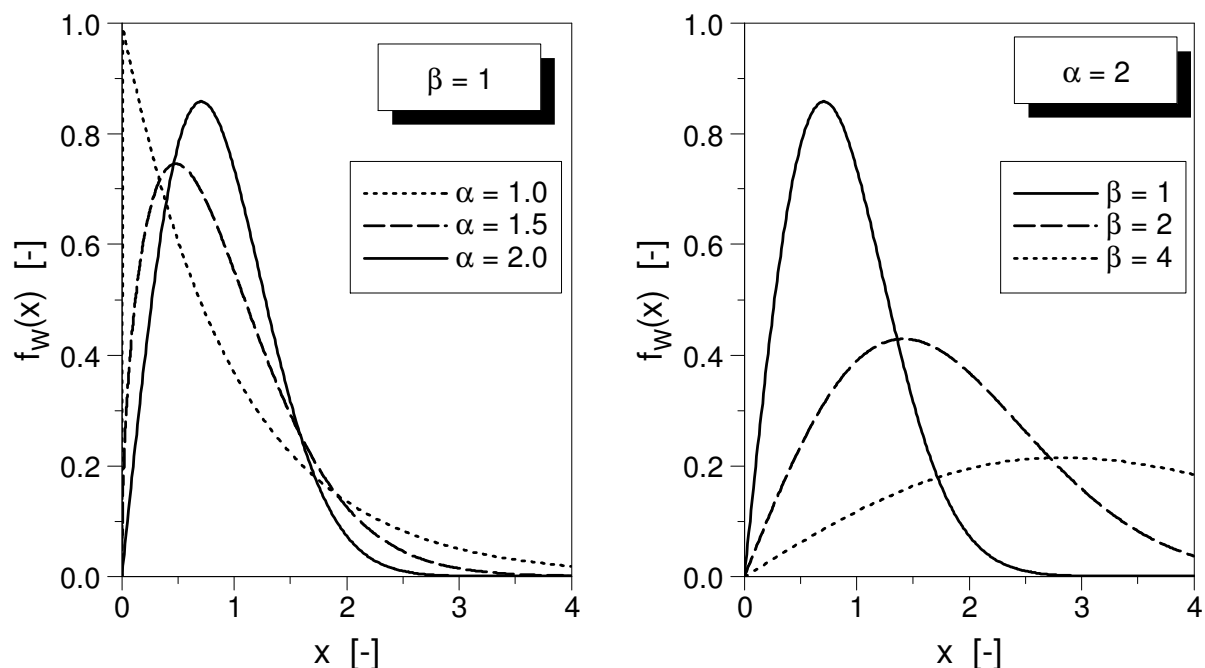 β = 1
α = 1.0
α = 1.5
α = 2.0
1.0
0.8
0.6
0.4
0.2
0.0
f_W(x) [-]
0 1 2 3 4
x [-]
α = 2
β = 1
β = 2
β = 4
1.0
0.8
0.6
0.4
0.2
0.0
f_W(x) [-]
0 1 2 3 4
x [-]